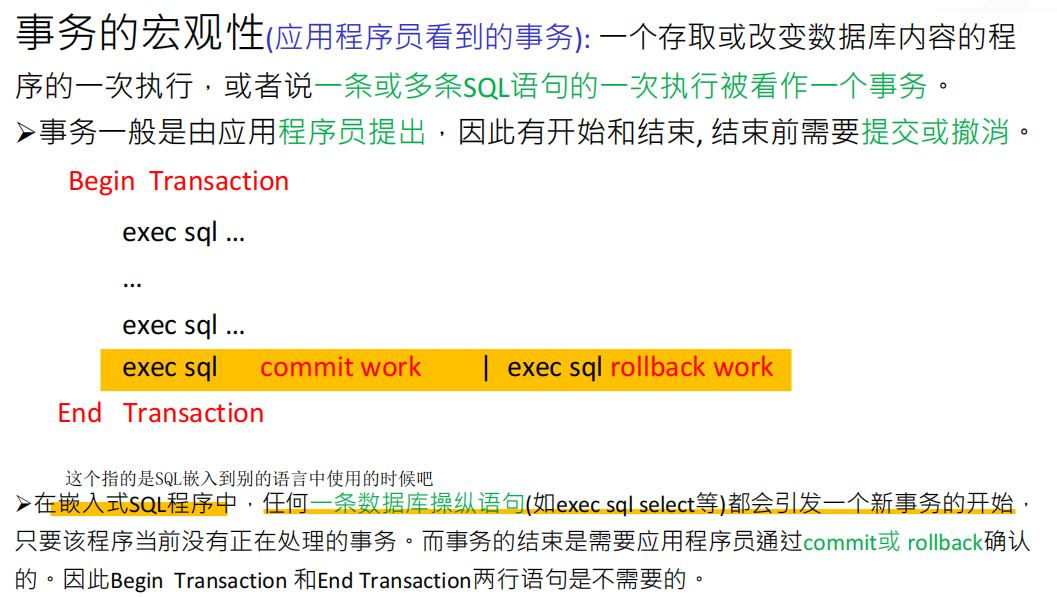 事务的宏观性(应用程序员看到的事务): 一个存取或改变数据库内容的程
序的一次执行，或者说一条或多条SQL语句的一次执行被看作一个事务。
➢事务一般是由应用程序员提出，因此有开始和结束, 结束前需要提交或撤消。
Begin Transaction
exec sql …
…
exec sql …
exec sql commit work | exec sql rollback work
End Transaction
这个指的是SQL嵌入到别的语言中使用的时候吧
➢在嵌入式SQL程序中，任何一条数据库操纵语句(如exec sql select等)都会引发一个新事务的开始，
只要该程序当前没有正在处理的事务。而事务的结束是需要应用程序员通过commit或 rollback确认
的。因此Begin Transaction 和End Transaction两行语句是不需要的。